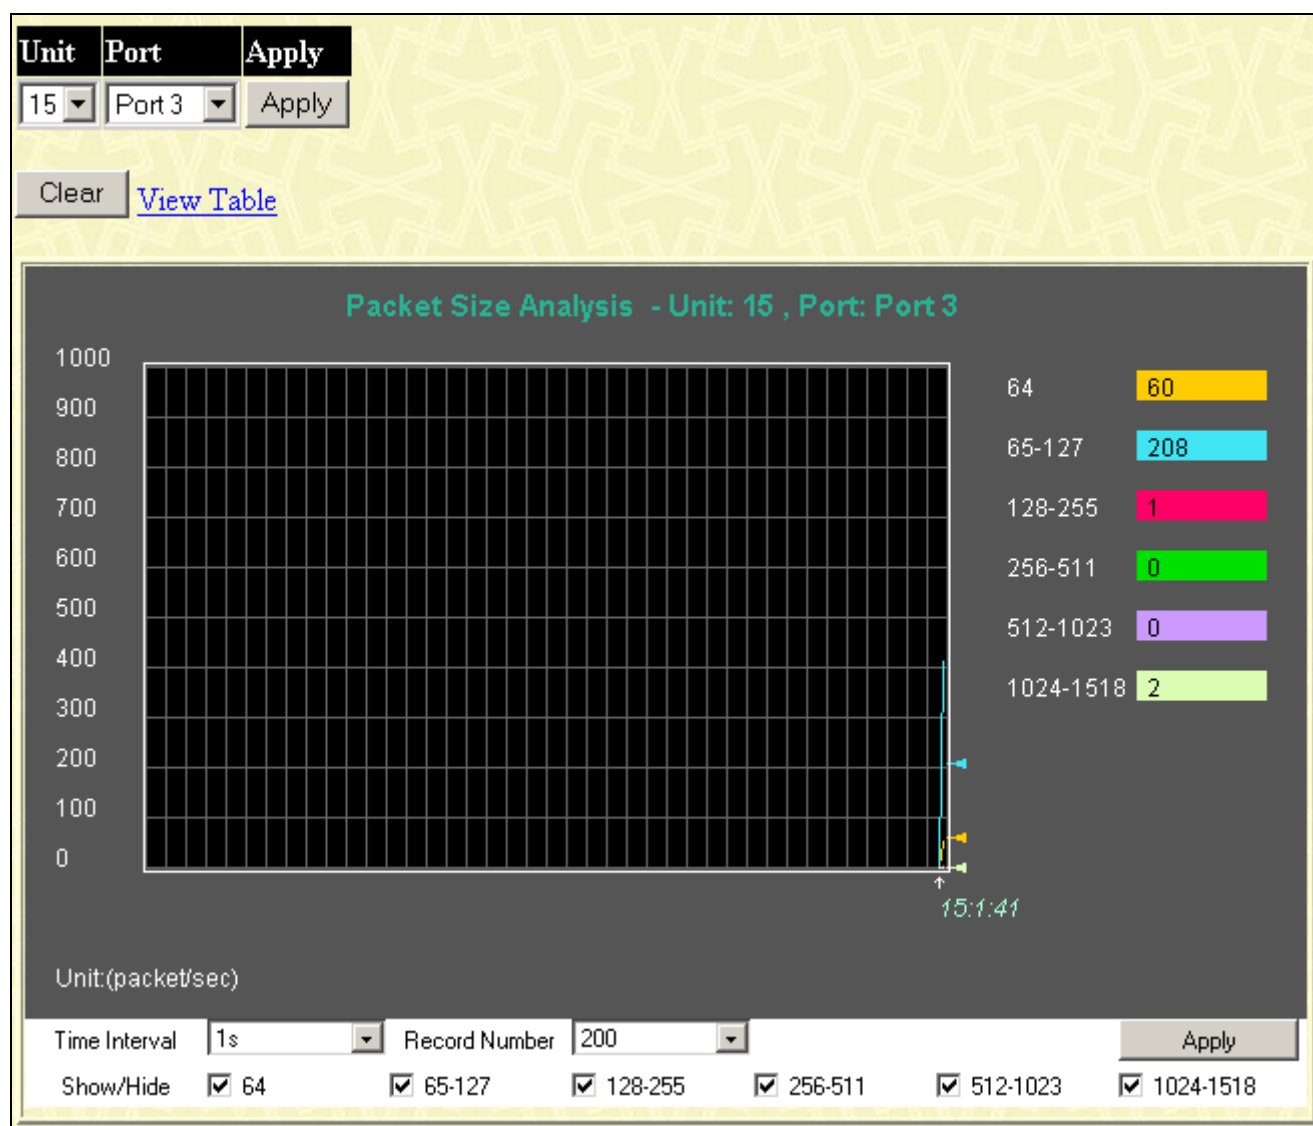 Unit Port Apply
15 Port 3 Apply
Clear View Table
Packet Size Analysis - Unit: 15 , Port: Port 3
1000
900
800
700
600
500
400
300
200
100
0
64 60
65-127 208
128-255 1
256-511 0
512-1023 0
1024-1518 2
15:1:41
Unit:(packet/sec)
Time Interval 1s Record Number 200 Apply
Show/Hide 64 65-127 128-255 256-511 512-1023 1024-1518